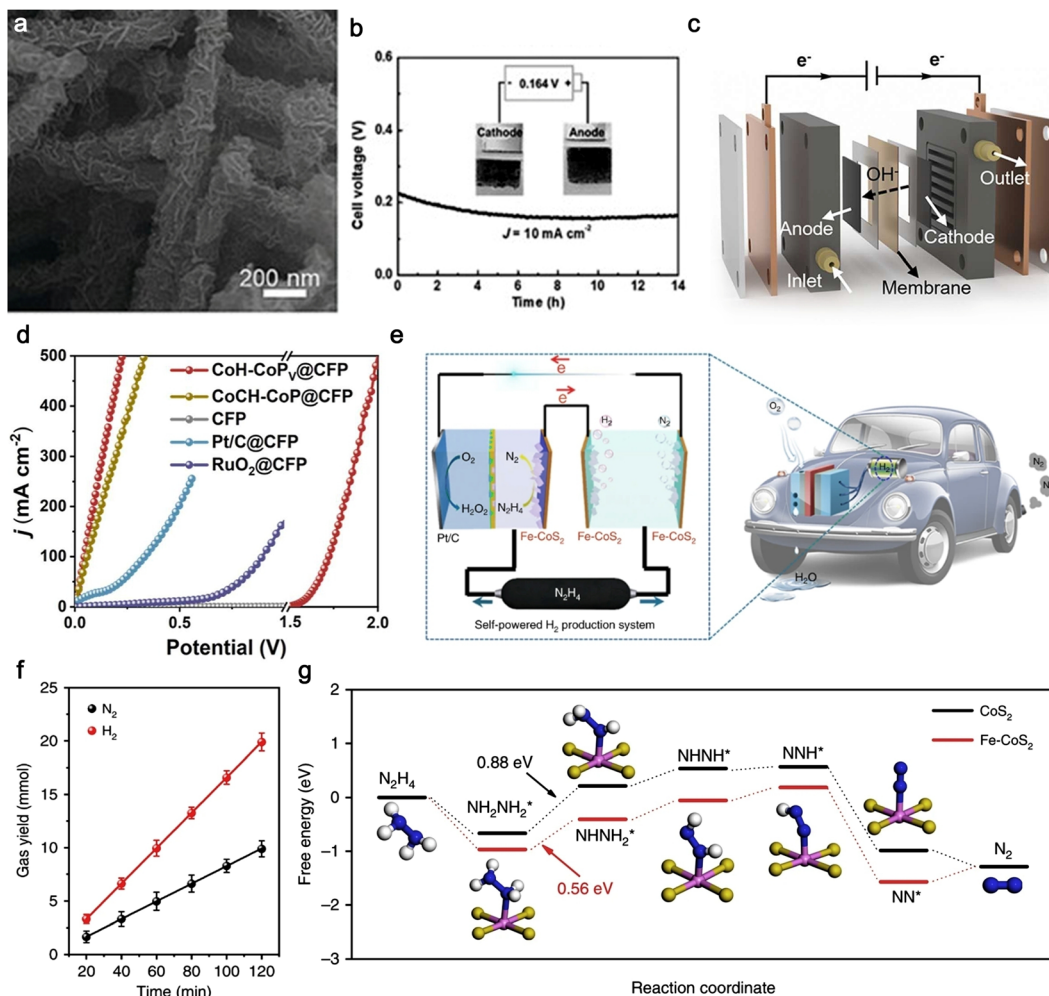 a
200 nm
b
0.6
0.4
0.2
0.0
Cell voltage (V)
- 0.164 V +
Cathode
Anode
J = 10 mA cm-2
0
2
4
6
8
10
12
14
Time (h)
c
e-
e-
OH-
Outlet
Anode
Cathode
Inlet
Membrane
d
500
400
300
200
100
0
j (mA cm-2)
CoH-CoPV@CFP
CoCH-CoP@CFP
CFP
Pt/C@CFP
RuO2@CFP
0.0
0.5
1.5
2.0
Potential (V)
e
e
e
H2
N2
O2
N2
H2O2
N2H4
Pt/C
Fe-CoS2
Fe-CoS2
Fe-CoS2
N2H4
Self-powered H2 production system
O2
H2
N2
H2O
f
25
20
15
10
5
0
Gas yield (mmol)
N2
H2
20
40
60
80
100
120
Time (min)
g
2
1
0
−1
−2
−3
Free energy (eV)
CoS2
Fe-CoS2
N2H4
NH2NH2*
0.88 eV
0.56 eV
NHNH2*
NHNH*
NNH*
NN*
N2
Reaction coordinate